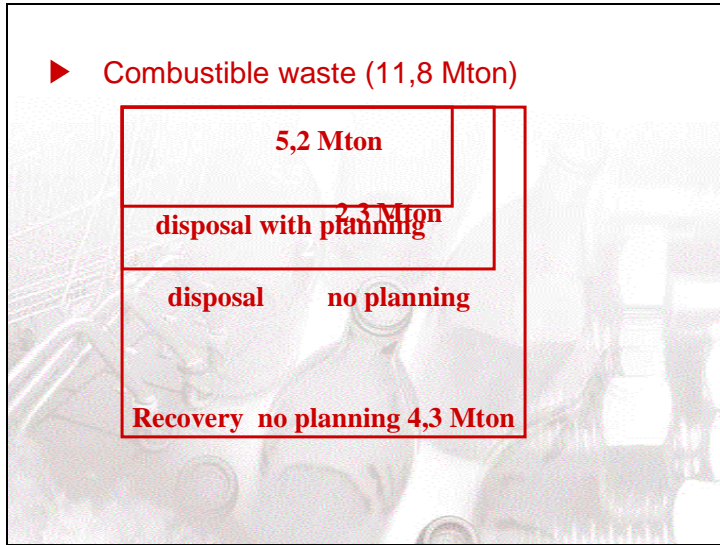 Combustible waste (11,8 Mton)
5,2 Mton
2,3 Mton
disposal with planning
disposal no planning
Recovery no planning 4,3 Mton